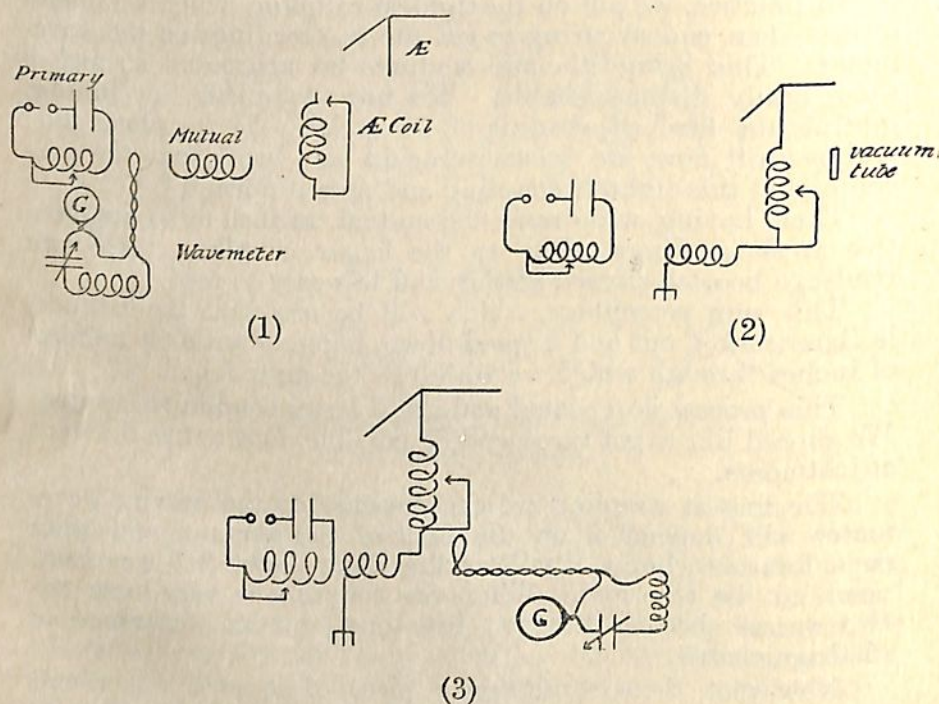 Æ
Primary
Mutual
Æ Coil
G
Wavemeter
(1)
vacuum
tube
(2)
G
(3)